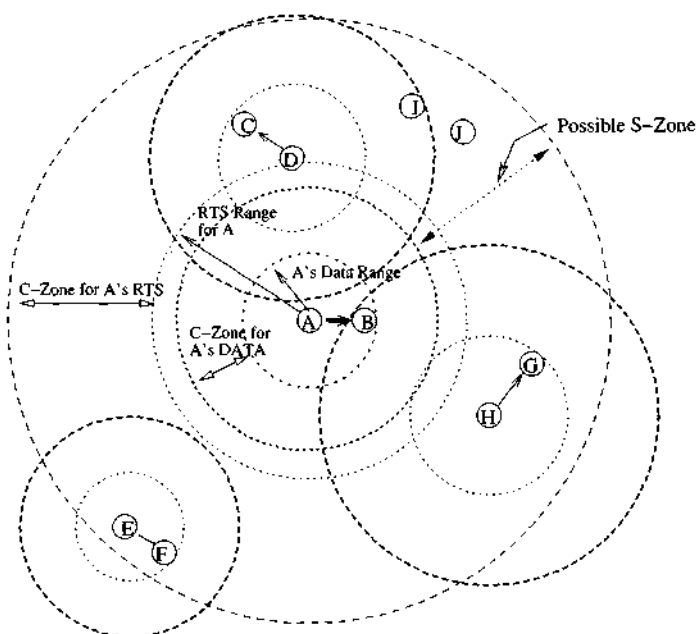 I
C
J
Possible S-Zone
D
RTS Range
for A
A's Data Range
C-Zone for A's RTS
A
B
C-Zone for
A's DATA
G
H
E
F